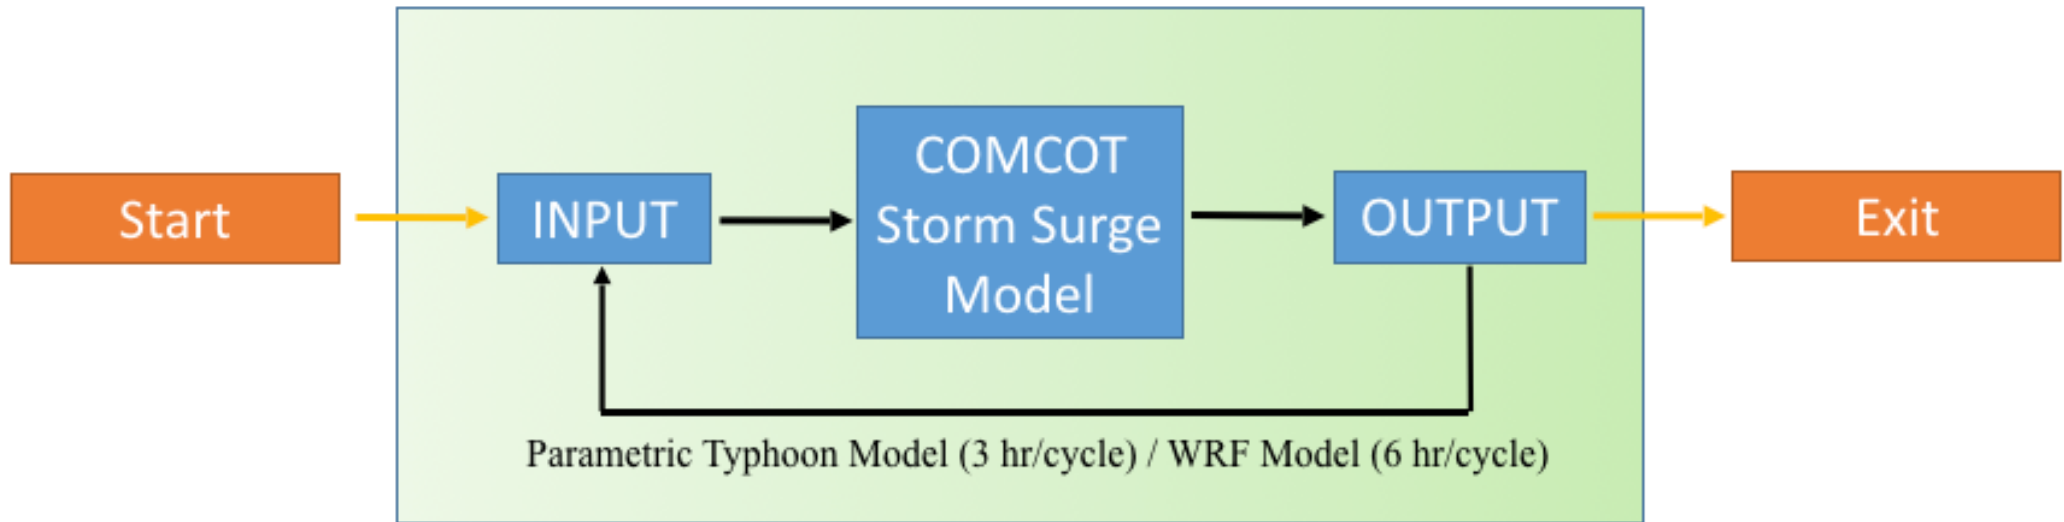 Start
INPUT
COMCOT
Storm Surge
Model
OUTPUT
Exit
Parametric Typhoon Model (3 hr/cycle) / WRF Model (6 hr/cycle)